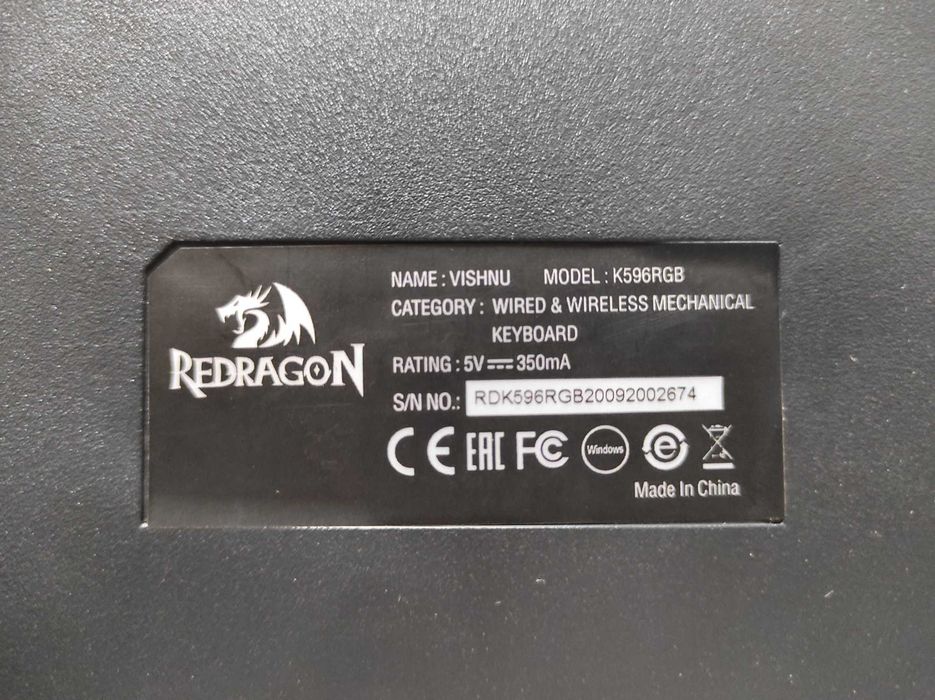 REDRAGON
NAME : VISHNU MODEL : K596RGB
CATEGORY : WIRED & WIRELESS MECHANICAL
KEYBOARD
RATING : 5V⎓350mA
S/N NO.: RDK596RGB20092002674
CE EAC FC Windows e
Made In China